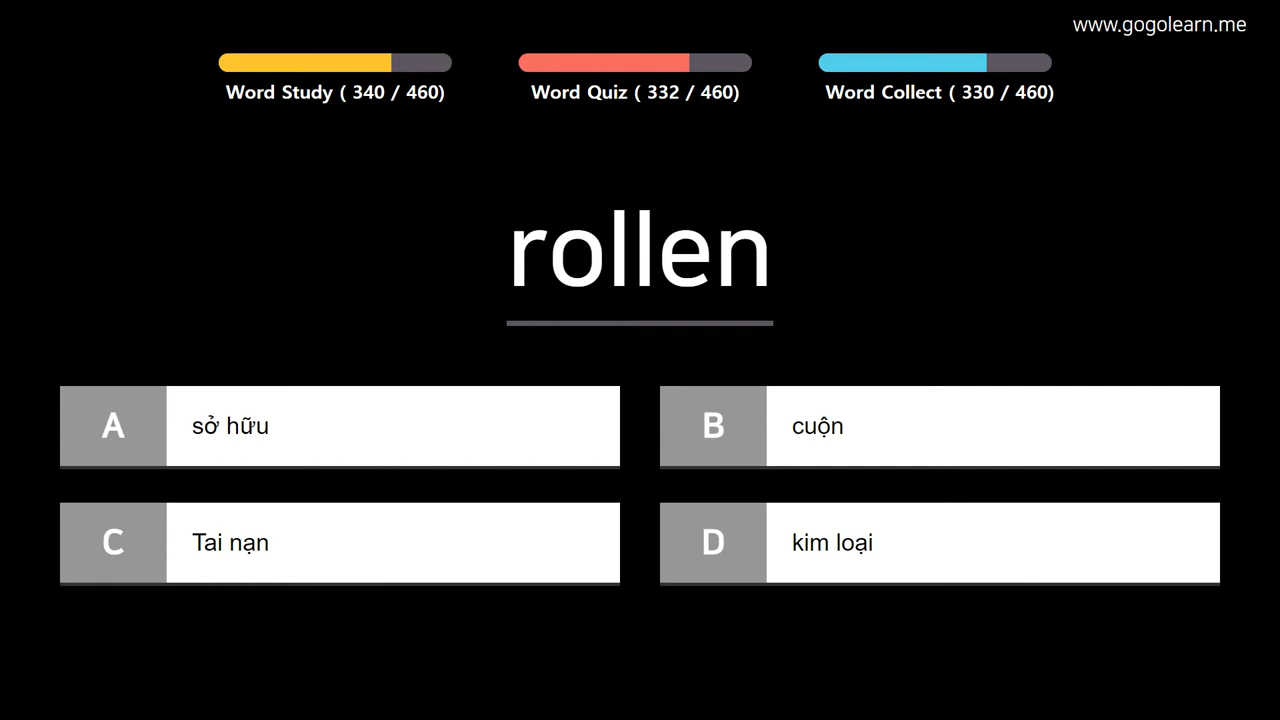 www.gogolearn.me
Word Study ( 340 / 460)
Word Quiz ( 332 / 460)
Word Collect ( 330 / 460)
rollen
A sở hữu
B cuộn
C Tai nạn
D kim loại